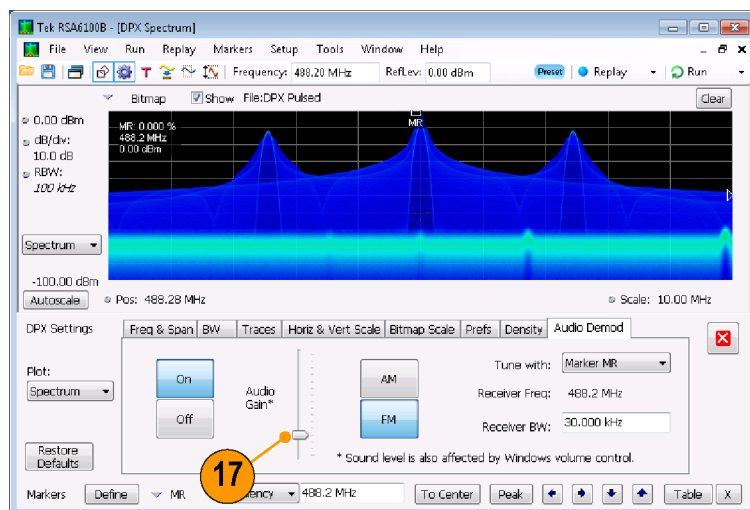 Tek RSA6100B - [DPX Spectrum]
File View Run Replay Markers Setup Tools Window Help
T Frequency: 488.20 MHz RefLev: 0.00 dBm Preset Replay Run
Bitmap Show File:DPX Pulsed Clear
0.00 dBm
dB/div:
10.0 dB
RBW:
100 kHz
MR: 0.000 %
488.2 MHz
0.00 dBm
MR
Spectrum
-100.00 dBm
Autoscale Pos: 488.28 MHz Scale: 10.00 MHz
DPX Settings Freq & Span BW Traces Horiz & Vert Scale Bitmap Scale Prefs Density Audio Demod
Plot:
Spectrum
Restore
Defaults
On
Off
Audio
Gain*
AM
FM
Tune with: Marker MR
Receiver Freq: 488.2 MHz
Receiver BW: 30.000 kHz
* Sound level is also affected by Windows volume control.
17
Markers Define MR 488.2 MHz To Center Peak Table X